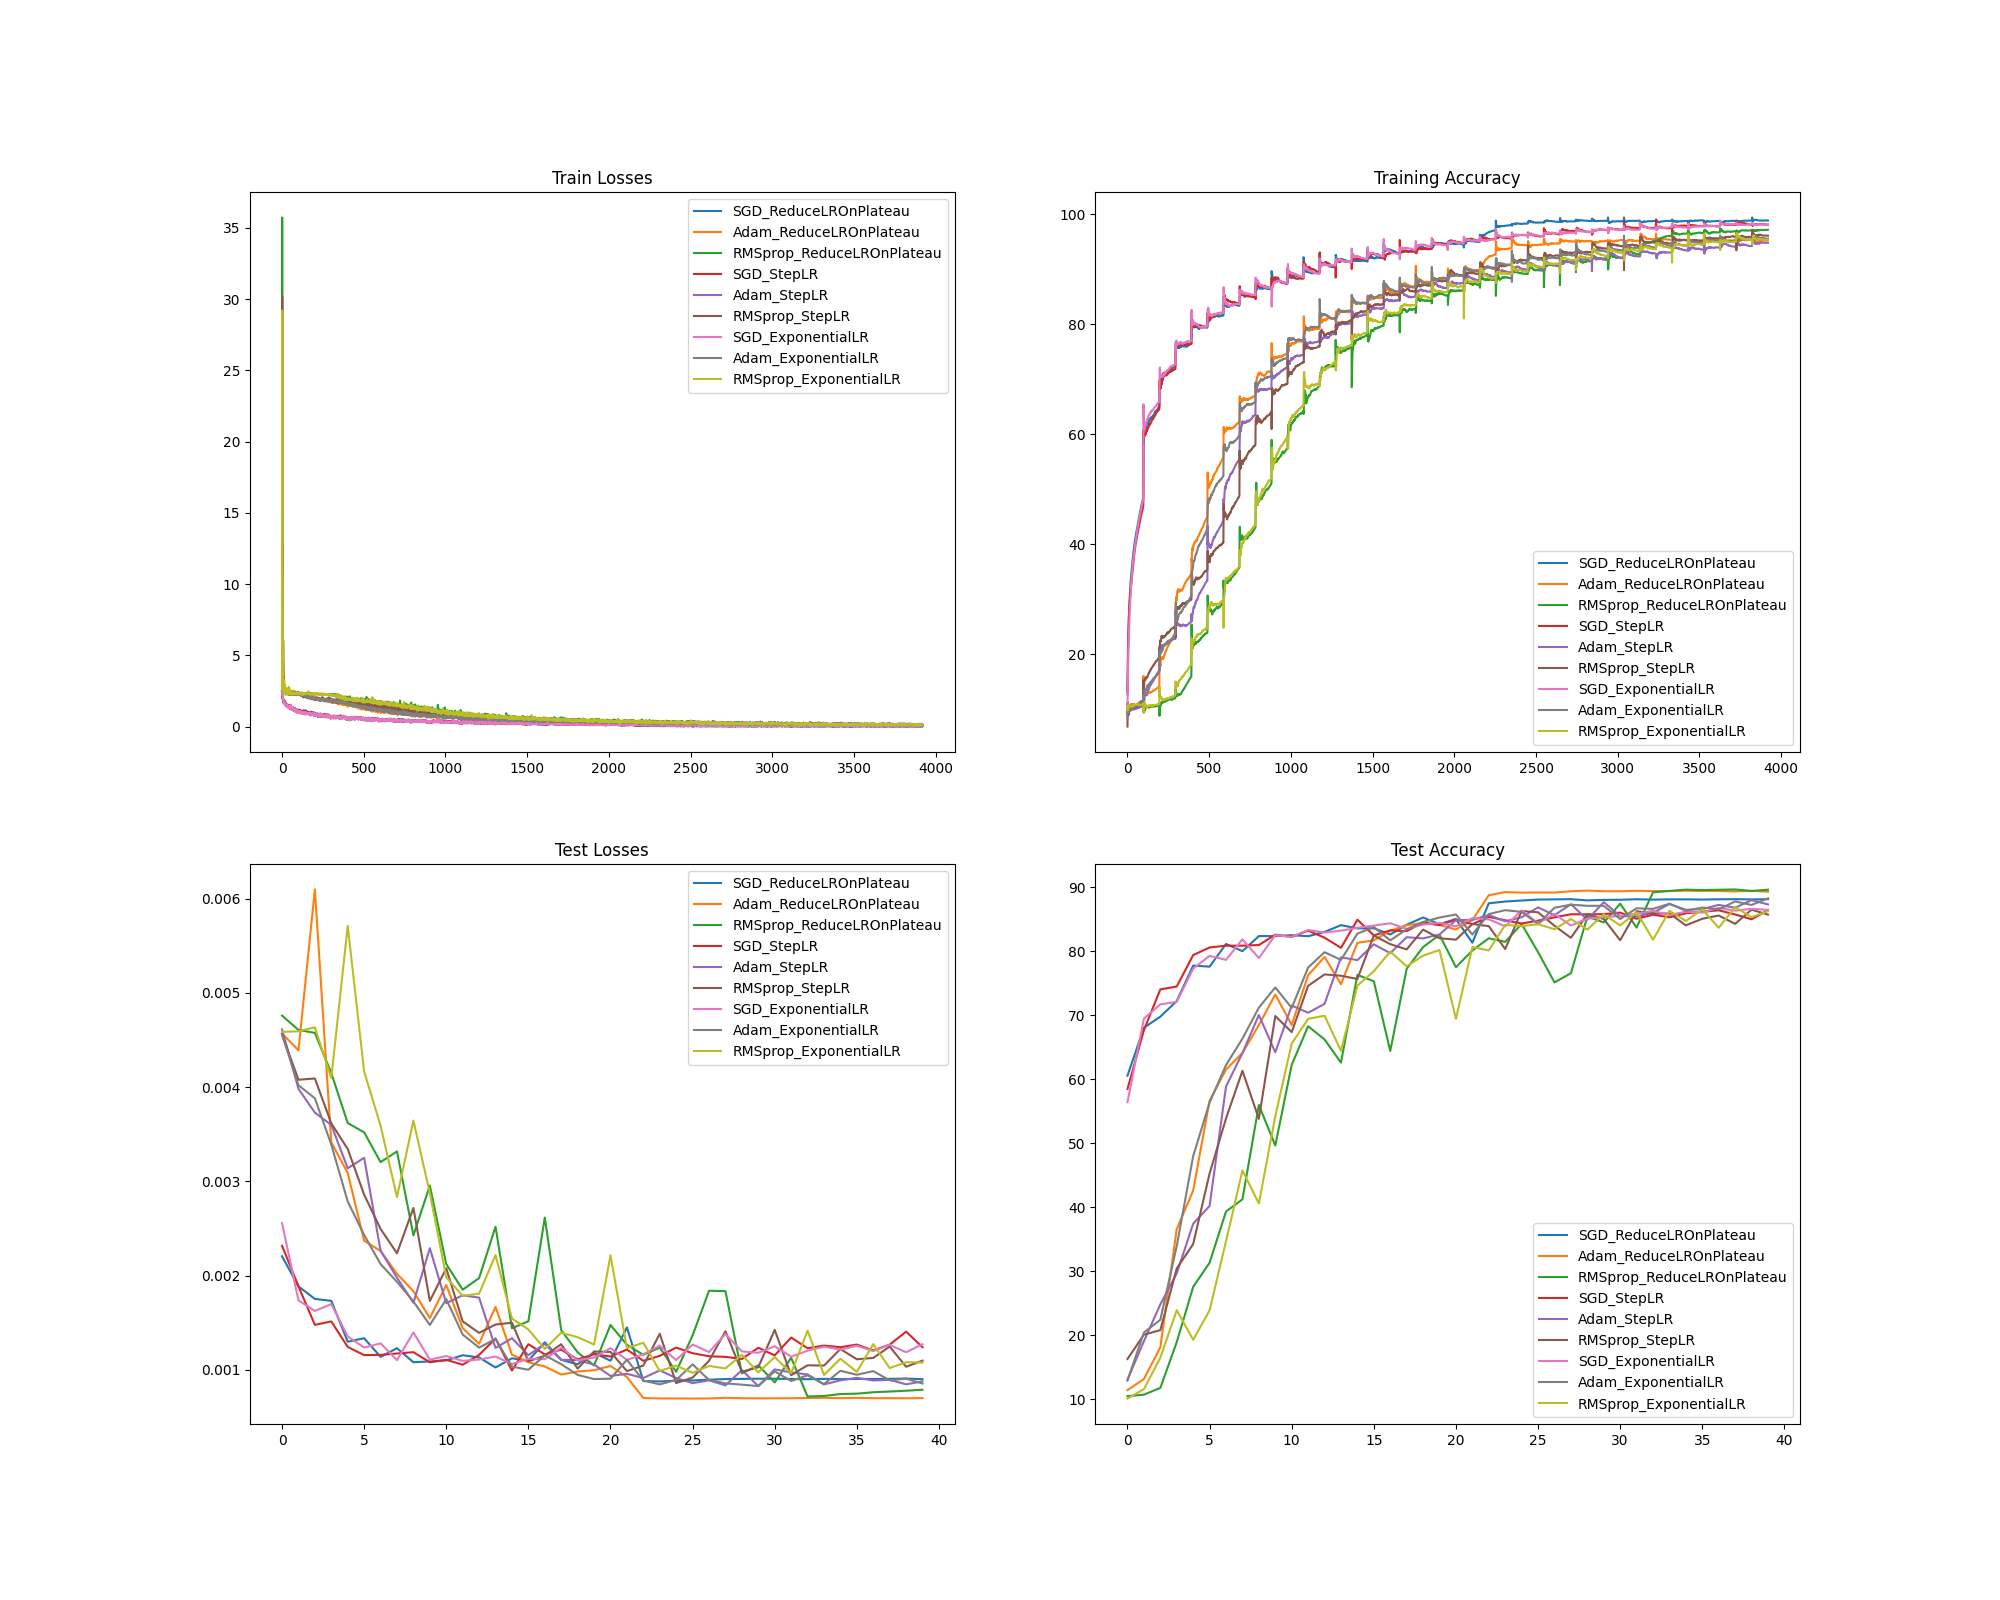 Train Losses
35
30
25
20
15
10
5
0
0 500 1000 1500 2000 2500 3000 3500 4000
SGD_ReduceLROnPlateau
Adam_ReduceLROnPlateau
RMSprop_ReduceLROnPlateau
SGD_StepLR
Adam_StepLR
RMSprop_StepLR
SGD_ExponentialLR
Adam_ExponentialLR
RMSprop_ExponentialLR
Training Accuracy
100
80
60
40
20
0 500 1000 1500 2000 2500 3000 3500 4000
SGD_ReduceLROnPlateau
Adam_ReduceLROnPlateau
RMSprop_ReduceLROnPlateau
SGD_StepLR
Adam_StepLR
RMSprop_StepLR
SGD_ExponentialLR
Adam_ExponentialLR
RMSprop_ExponentialLR
Test Losses
0.006
0.005
0.004
0.003
0.002
0.001
0 5 10 15 20 25 30 35 40
SGD_ReduceLROnPlateau
Adam_ReduceLROnPlateau
RMSprop_ReduceLROnPlateau
SGD_StepLR
Adam_StepLR
RMSprop_StepLR
SGD_ExponentialLR
Adam_ExponentialLR
RMSprop_ExponentialLR
Test Accuracy
90
80
70
60
50
40
30
20
10
0 5 10 15 20 25 30 35 40
SGD_ReduceLROnPlateau
Adam_ReduceLROnPlateau
RMSprop_ReduceLROnPlateau
SGD_StepLR
Adam_StepLR
RMSprop_StepLR
SGD_ExponentialLR
Adam_ExponentialLR
RMSprop_ExponentialLR